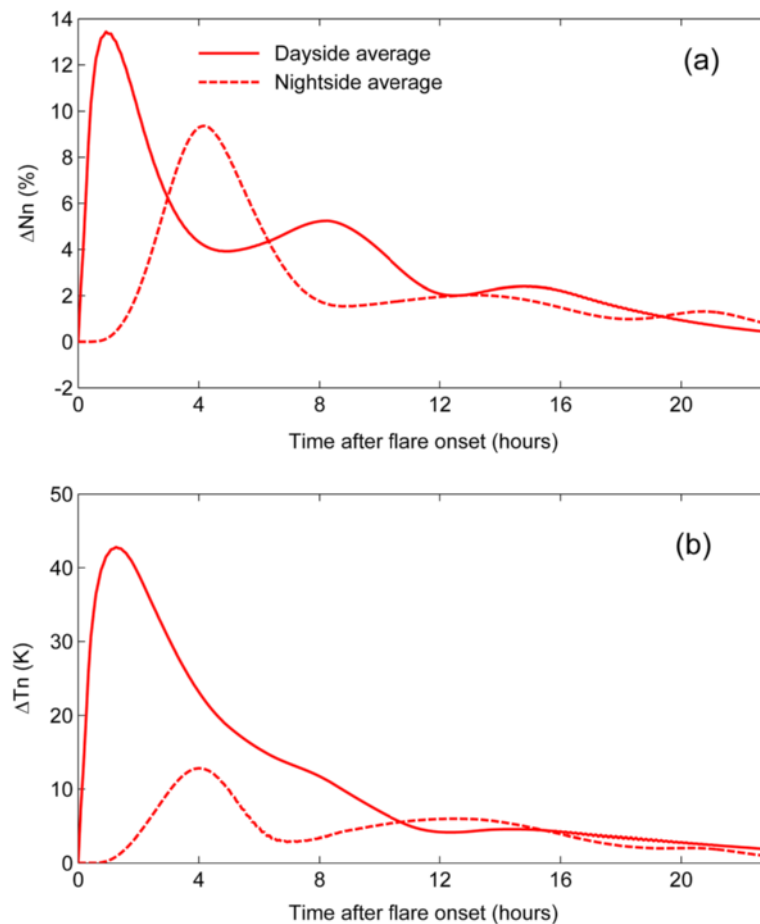 14
12
10
8
6
4
2
0
-2
ΔNn (%)
Dayside average
Nightside average
(a)
0 4 8 12 16 20
Time after flare onset (hours)
50
40
30
20
10
0
ΔTn (K)
(b)
0 4 8 12 16 20
Time after flare onset (hours)